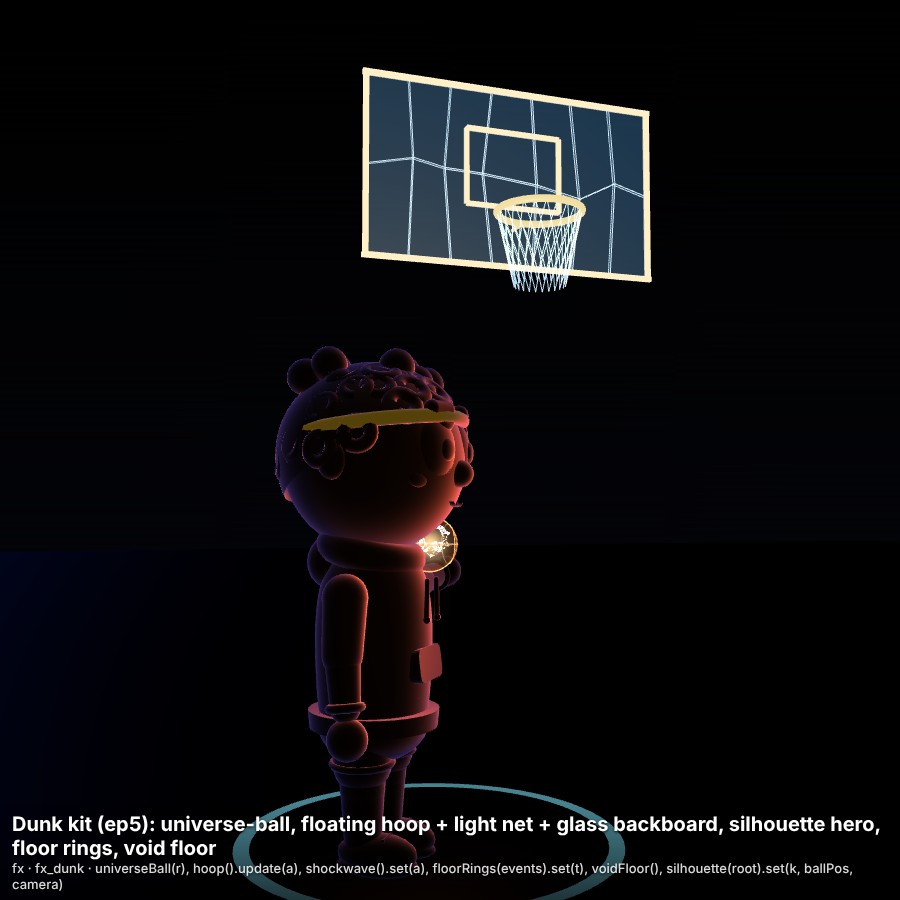 Dunk kit (ep5): universe-ball, floating hoop + light net + glass backboard, silhouette hero,
floor rings, void floor
fx · fx_dunk · universeBall(r), hoop().update(a), shockwave().set(a), floorRings(events).set(t), voidFloor(), silhouette(root).set(k, ballPos,
camera)